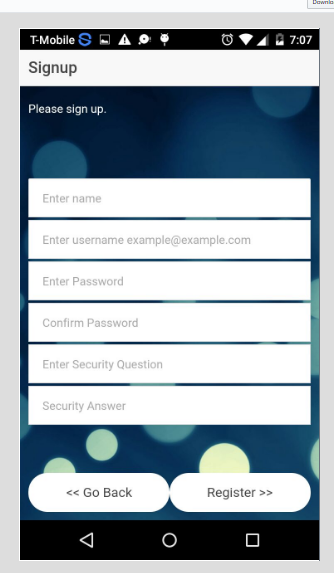 Downlo
T-Mobile 7:07
Signup
Please sign up.
Enter name
Enter username example@example.com
Enter Password
Confirm Password
Enter Security Question
Security Answer
<< Go Back Register >>